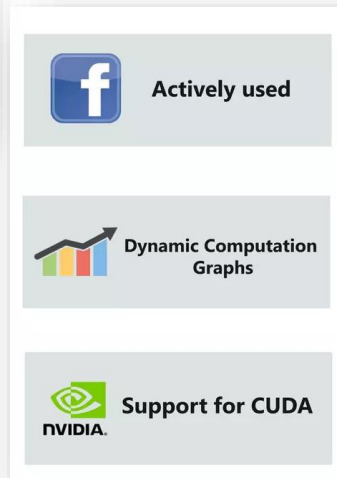 f
Actively used
Dynamic Computation
Graphs
NVIDIA.
Support for CUDA